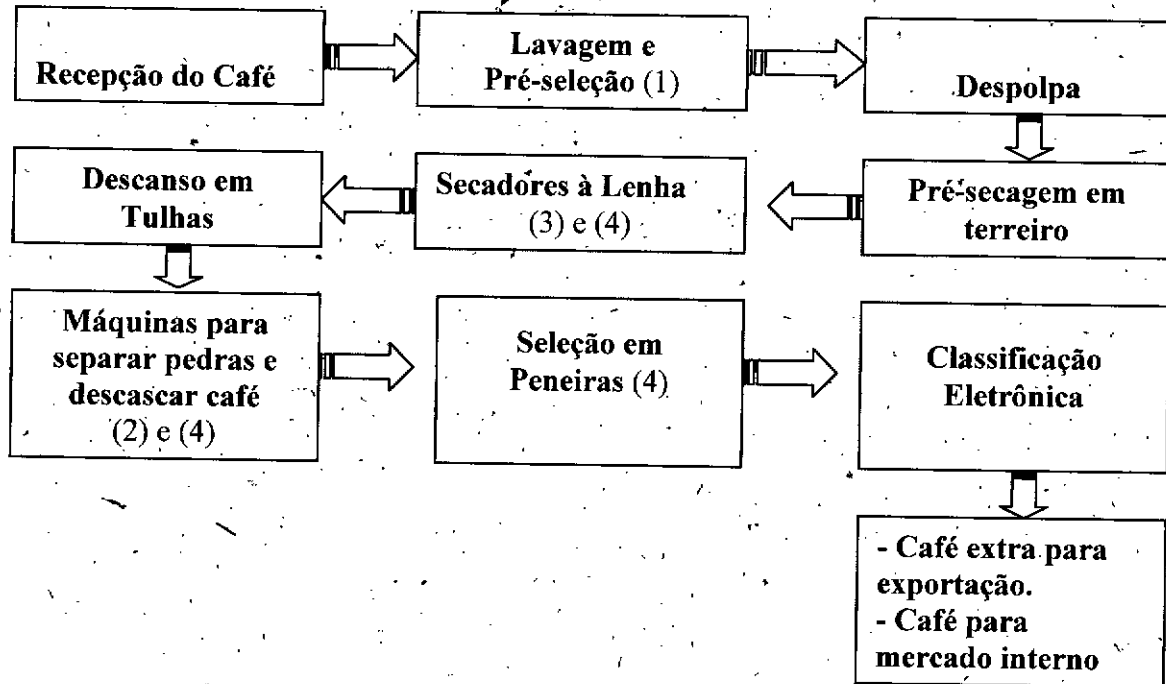 Recepção do Café
Lavagem e
Pré-seleção (1)
Despolpa
Pré-secagem em
terreiro
Secadores à Lenha
(3) e (4)
Descanso em
Tulhas
Máquinas para
separar pedras e
descascar café
(2) e (4)
Seleção em
Peneiras (4)
Classificação
Eletrônica
- Café extra para
exportação.
- Café para
mercado interno